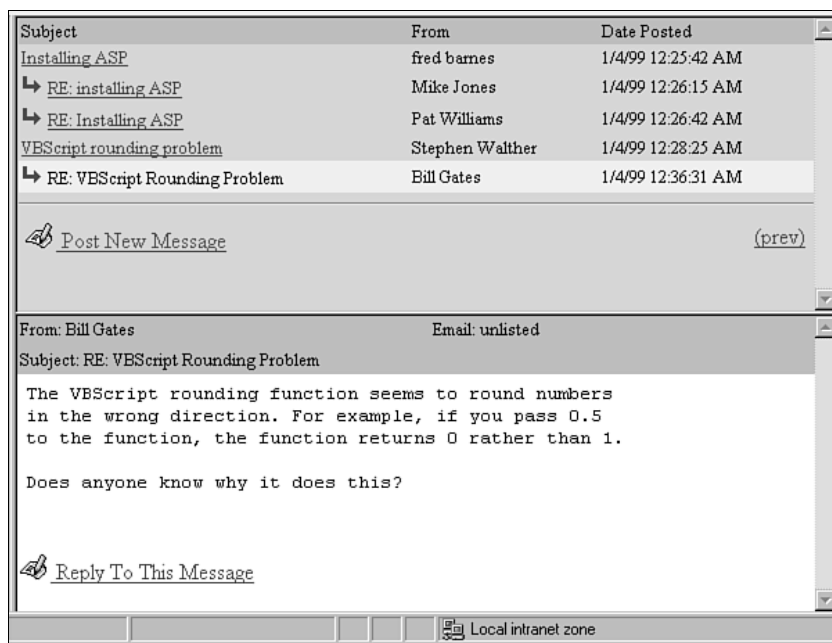 Subject From Date Posted
Installing ASP fred barnes 1/4/99 12:25:42 AM
RE: installing ASP Mike Jones 1/4/99 12:26:15 AM
RE: Installing ASP Pat Williams 1/4/99 12:26:42 AM
VBScript rounding problem Stephen Walther 1/4/99 12:28:25 AM
RE: VBScript Rounding Problem Bill Gates 1/4/99 12:36:31 AM
Post New Message (prev)
From: Bill Gates Email: unlisted
Subject: RE: VBScript Rounding Problem
The VBScript rounding function seems to round numbers
in the wrong direction. For example, if you pass 0.5
to the function, the function returns 0 rather than 1.
Does anyone know why it does this?
Reply To This Message
Local intranet zone